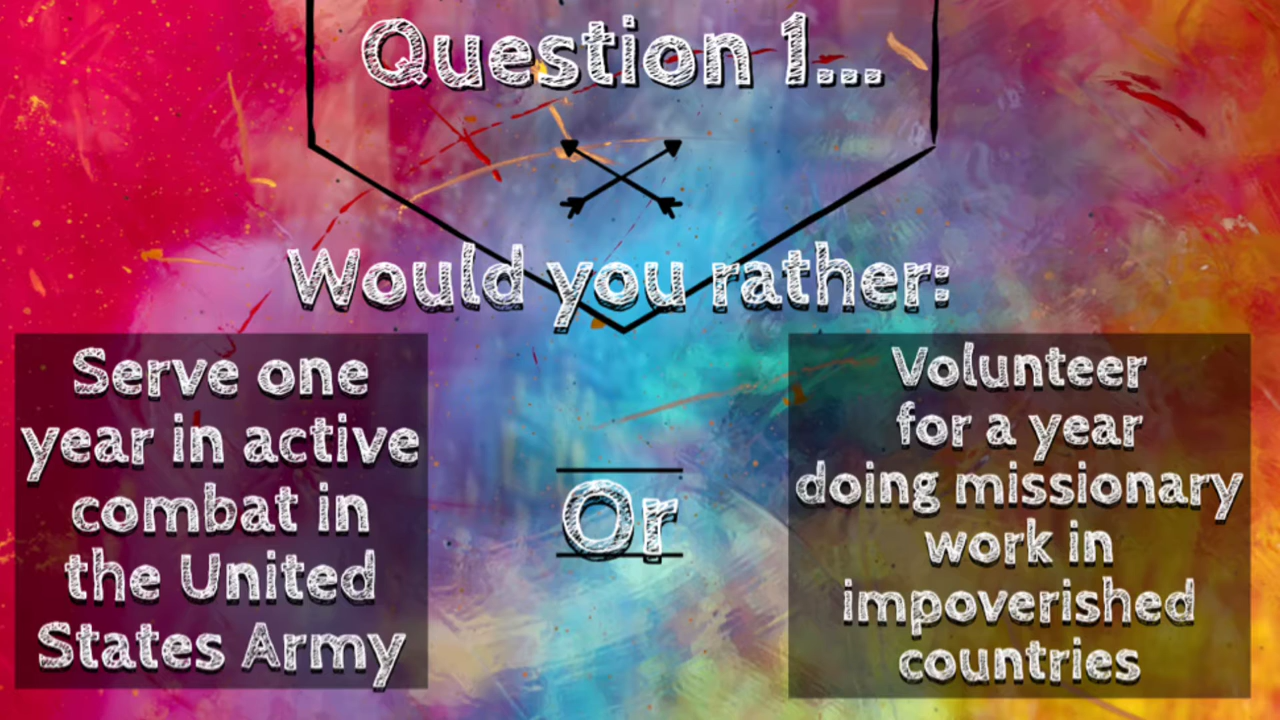 Question 1...
Would you rather:
Serve one
year in active
combat in
the United
States Army
Or
Volunteer
for a year
doing missionary
work in
impoverished
countries